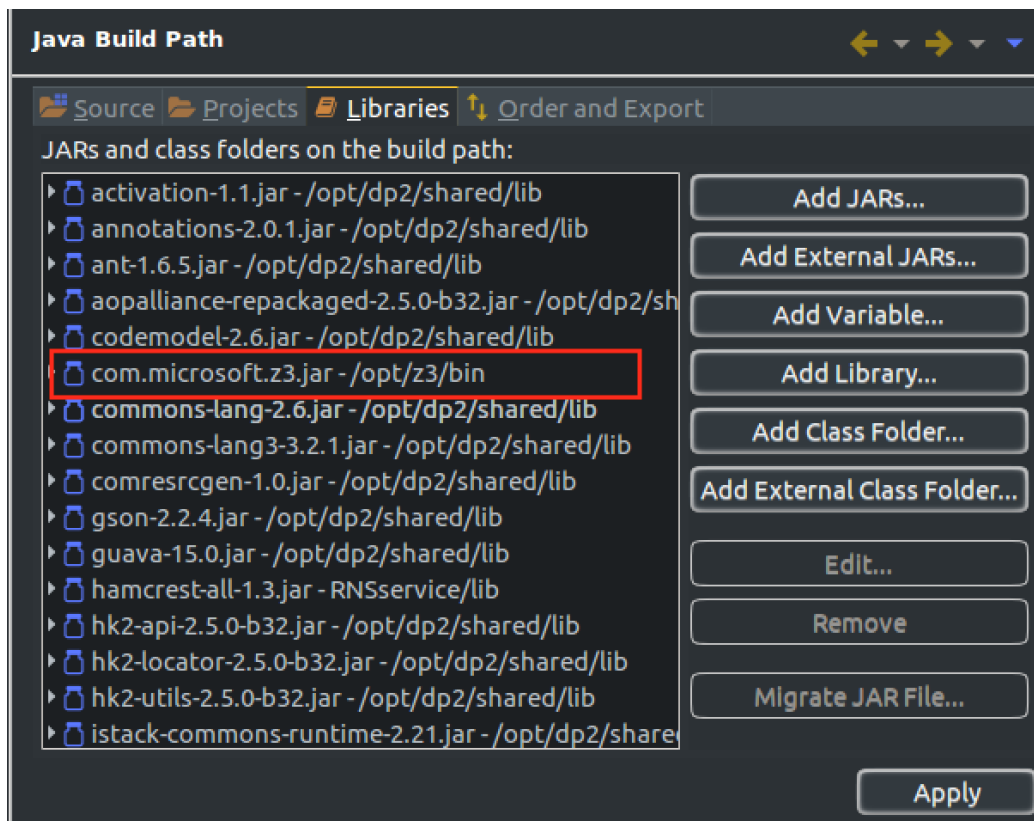 Java Build Path
Source Projects Libraries Order and Export
JARs and class folders on the build path:
activation-1.1.jar - /opt/dp2/shared/lib
annotations-2.0.1.jar - /opt/dp2/shared/lib
ant-1.6.5.jar - /opt/dp2/shared/lib
aopalliance-repackaged-2.5.0-b32.jar - /opt/dp2/sh
codemodel-2.6.jar - /opt/dp2/shared/lib
com.microsoft.z3.jar - /opt/z3/bin
commons-lang-2.6.jar - /opt/dp2/shared/lib
commons-lang3-3.2.1.jar - /opt/dp2/shared/lib
comresrcgen-1.0.jar - /opt/dp2/shared/lib
gson-2.2.4.jar - /opt/dp2/shared/lib
guava-15.0.jar - /opt/dp2/shared/lib
hamcrest-all-1.3.jar - RNSservice/lib
hk2-api-2.5.0-b32.jar - /opt/dp2/shared/lib
hk2-locator-2.5.0-b32.jar - /opt/dp2/shared/lib
hk2-utils-2.5.0-b32.jar - /opt/dp2/shared/lib
istack-commons-runtime-2.21.jar - /opt/dp2/share
Add JARs...
Add External JARs...
Add Variable...
Add Library...
Add Class Folder...
Add External Class Folder...
Edit...
Remove
Migrate JAR File...
Apply